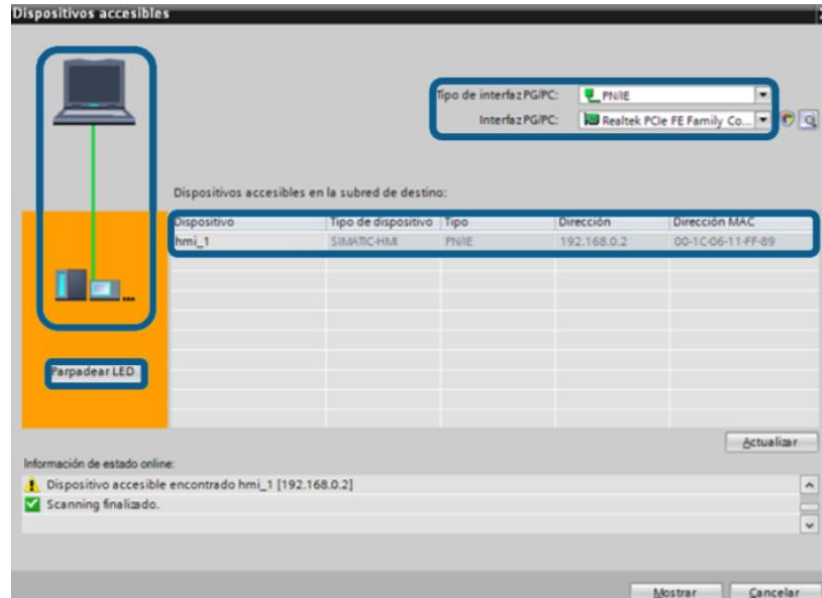 Dispositivos accesibles
Tipo de interfaz PG/PC: PN/IE
Interfaz PG/PC: Realtek PCIe FE Family Co...
Dispositivos accesibles en la subred de destino:
Dispositivo Tipo de dispositivo Tipo Dirección Dirección MAC
hmi_1 SIMATIC-HMI PN/IE 192.168.0.2 00-1C-06-11-FF-89
...
Parpadear LED
Actualizar
Información de estado online:
Dispositivo accesible encontrado hmi_1 [192.168.0.2]
Scanning finalizado.
Mostrar Cancelar